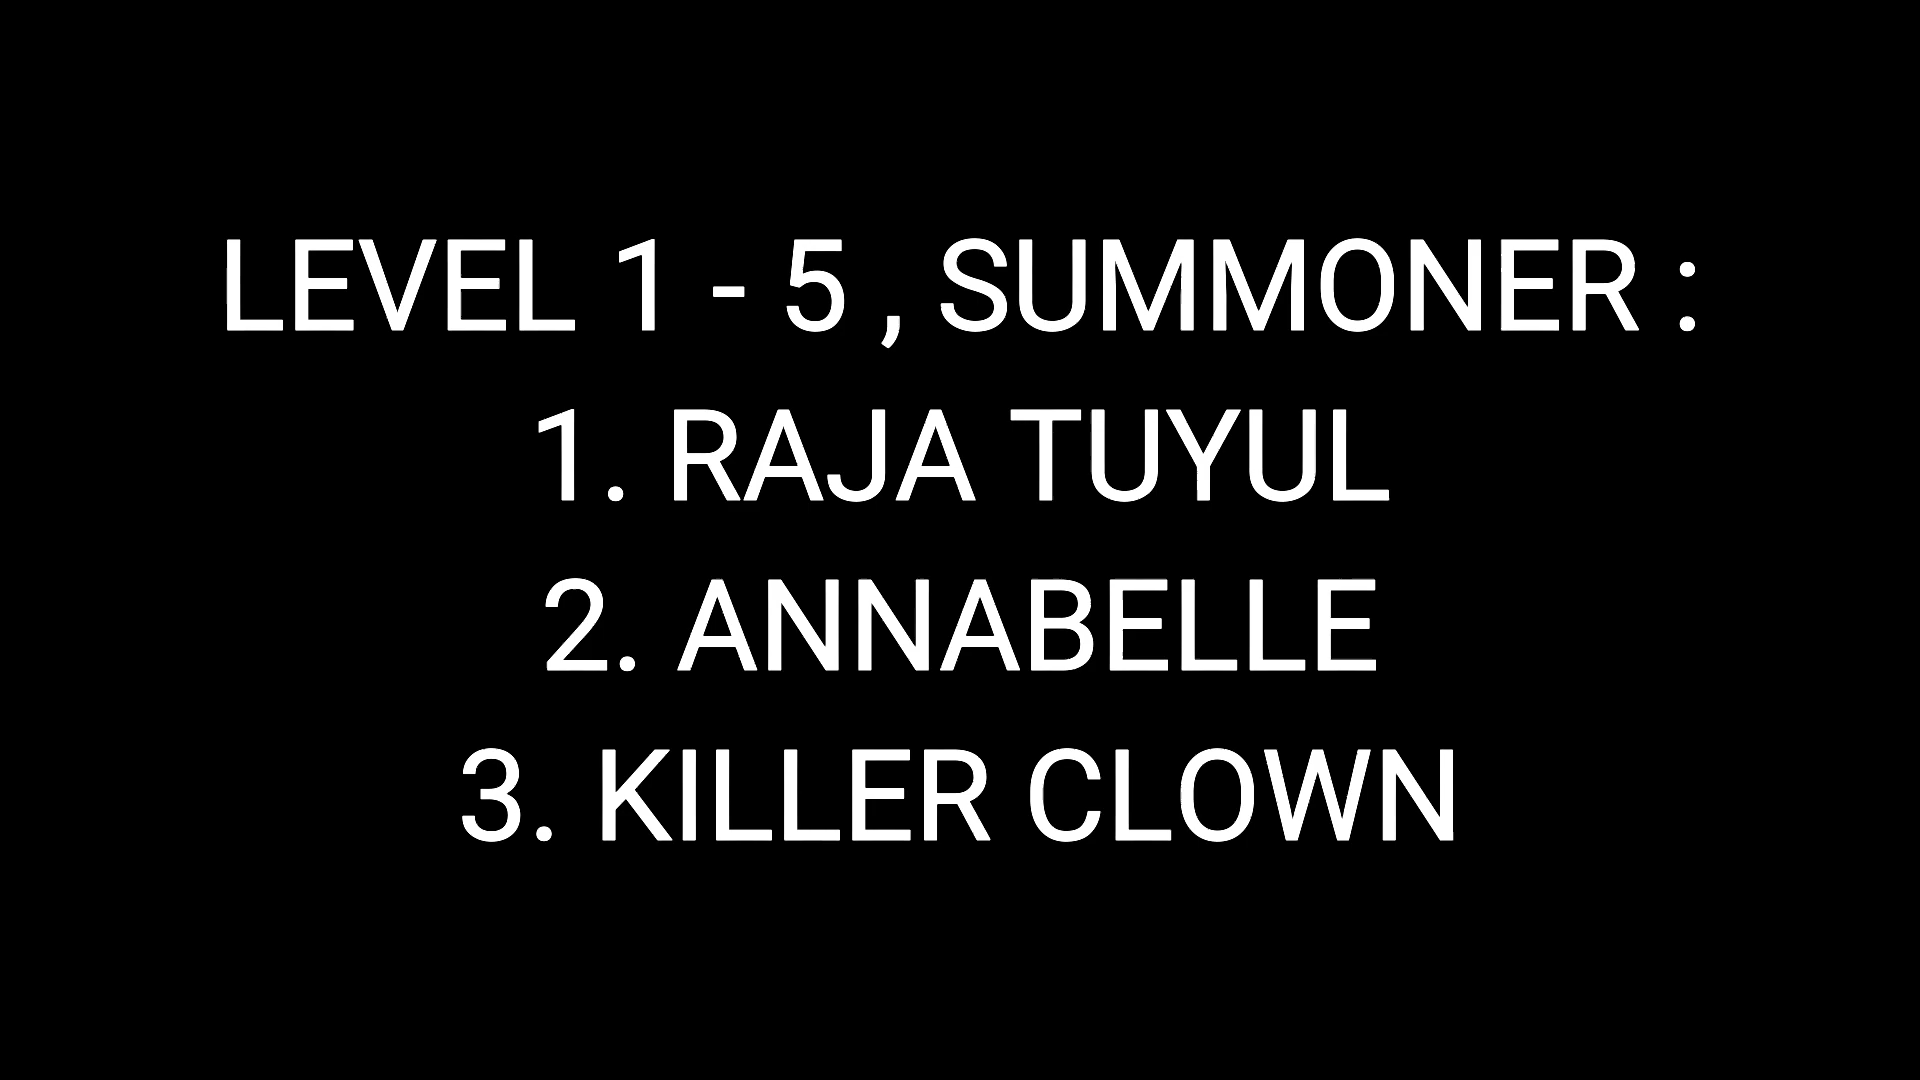 LEVEL 1 - 5 , SUMMONER :
1. RAJA TUYUL
2. ANNABELLE
3. KILLER CLOWN